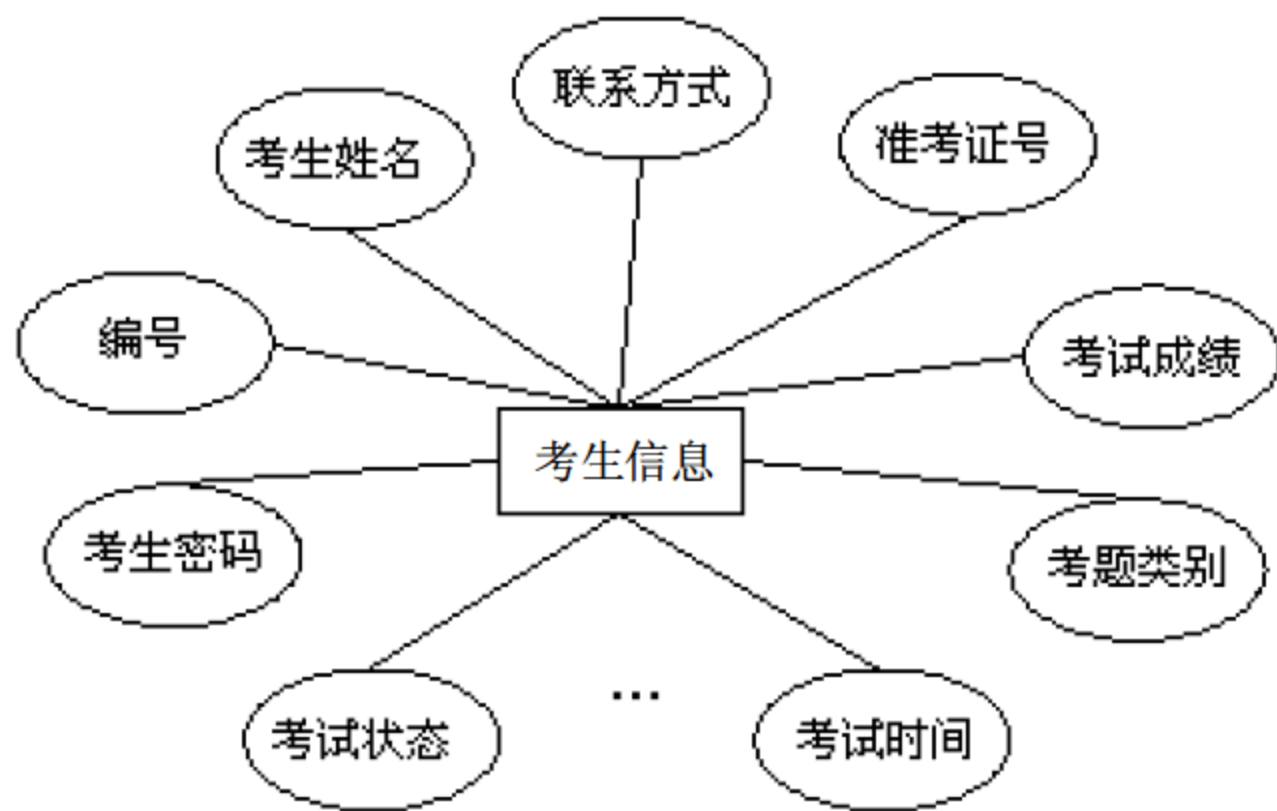 联系方式
准考证号
考生姓名
编号
考试成绩
考生信息
考生密码
考题类别
考试状态
...
考试时间